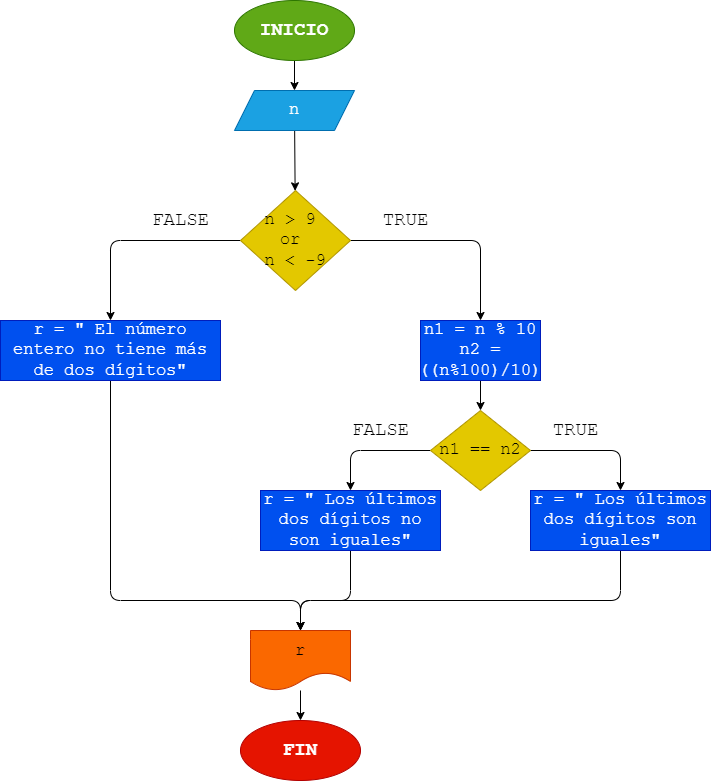 INICIO
n
FALSE
TRUE
n > 9
or
n < -9
r = " El número
entero no tiene más
de dos dígitos"
n1 = n % 10
n2 =
((n%100)/10)
FALSE
TRUE
n1 == n2
r = " Los últimos
dos dígitos no
son iguales"
r = " Los últimos
dos dígitos son
iguales"
r
FIN